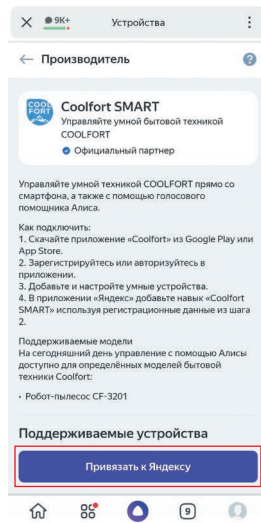 9K+
Устройства
Производитель
?
COOL
FORT
Coolfort SMART
Управляйте умной бытовой техникой
COOLFORT
Официальный партнер
Управляйте умной техникой COOLFORT прямо со
смартфона, а также с помощью голосового
помощника Алиса.
Как подключить:
1. Скачайте приложение «Coolfort» из Google Play или
App Store.
2. Зарегистрируйтесь или авторизуйтесь в
приложении.
3. Добавьте и настройте умные устройства.
4. В приложении «Яндекс» добавьте навык «Coolfort
SMART» используя регистрационные данные из шага
2.
Поддерживаемые модели
На сегодняшний день управление с помощью Алисы
доступно для определённых моделей бытовой
техники Coolfort:
• Робот-пылесос CF-3201
Поддерживаемые устройства
Привязать к Яндексу
9